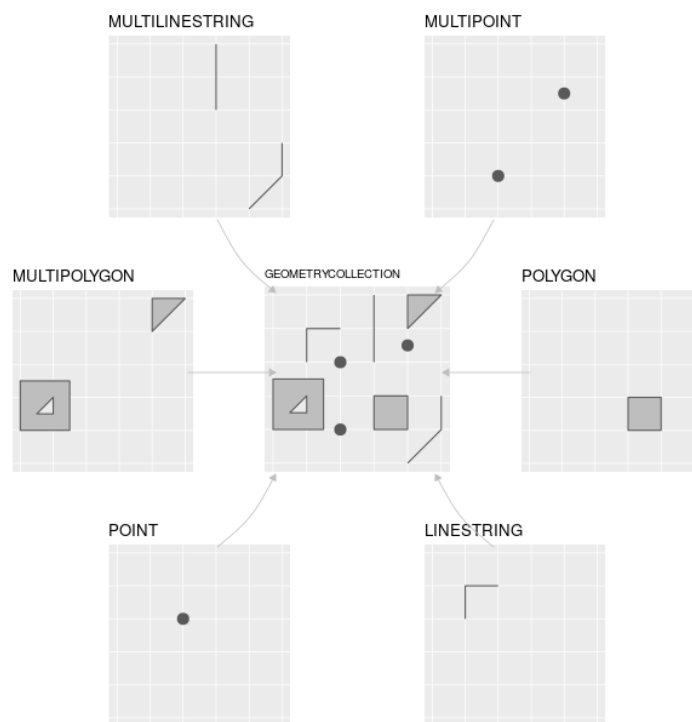 MULTILINESTRING
MULTIPOINT
MULTIPOLYGON
GEOMETRYCOLLECTION
POLYGON
POINT
LINESTRING